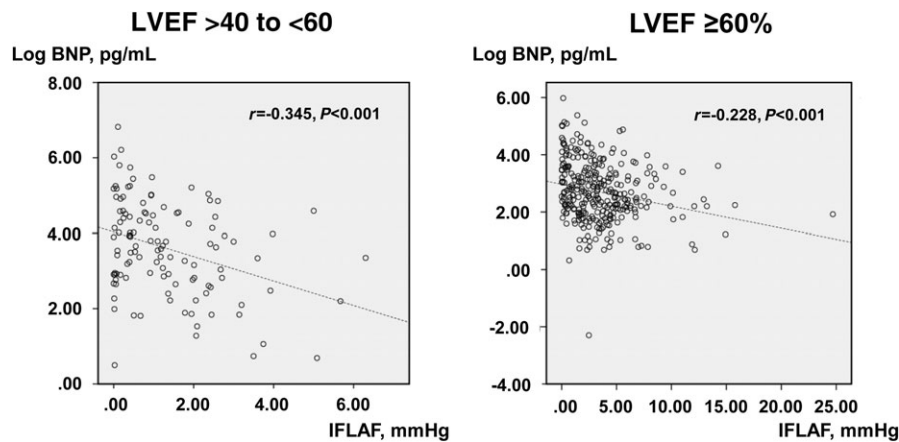 LVEF >40 to <60
Log BNP, pg/mL
8.00
6.00
4.00
2.00
.00
r=-0.345, P<0.001
.00 2.00 4.00 6.00
IFLAF, mmHg
LVEF ≥60%
Log BNP, pg/mL
6.00
4.00
2.00
.00
-2.00
-4.00
r=-0.228, P<0.001
.00 5.00 10.00 15.00 20.00 25.00
IFLAF, mmHg